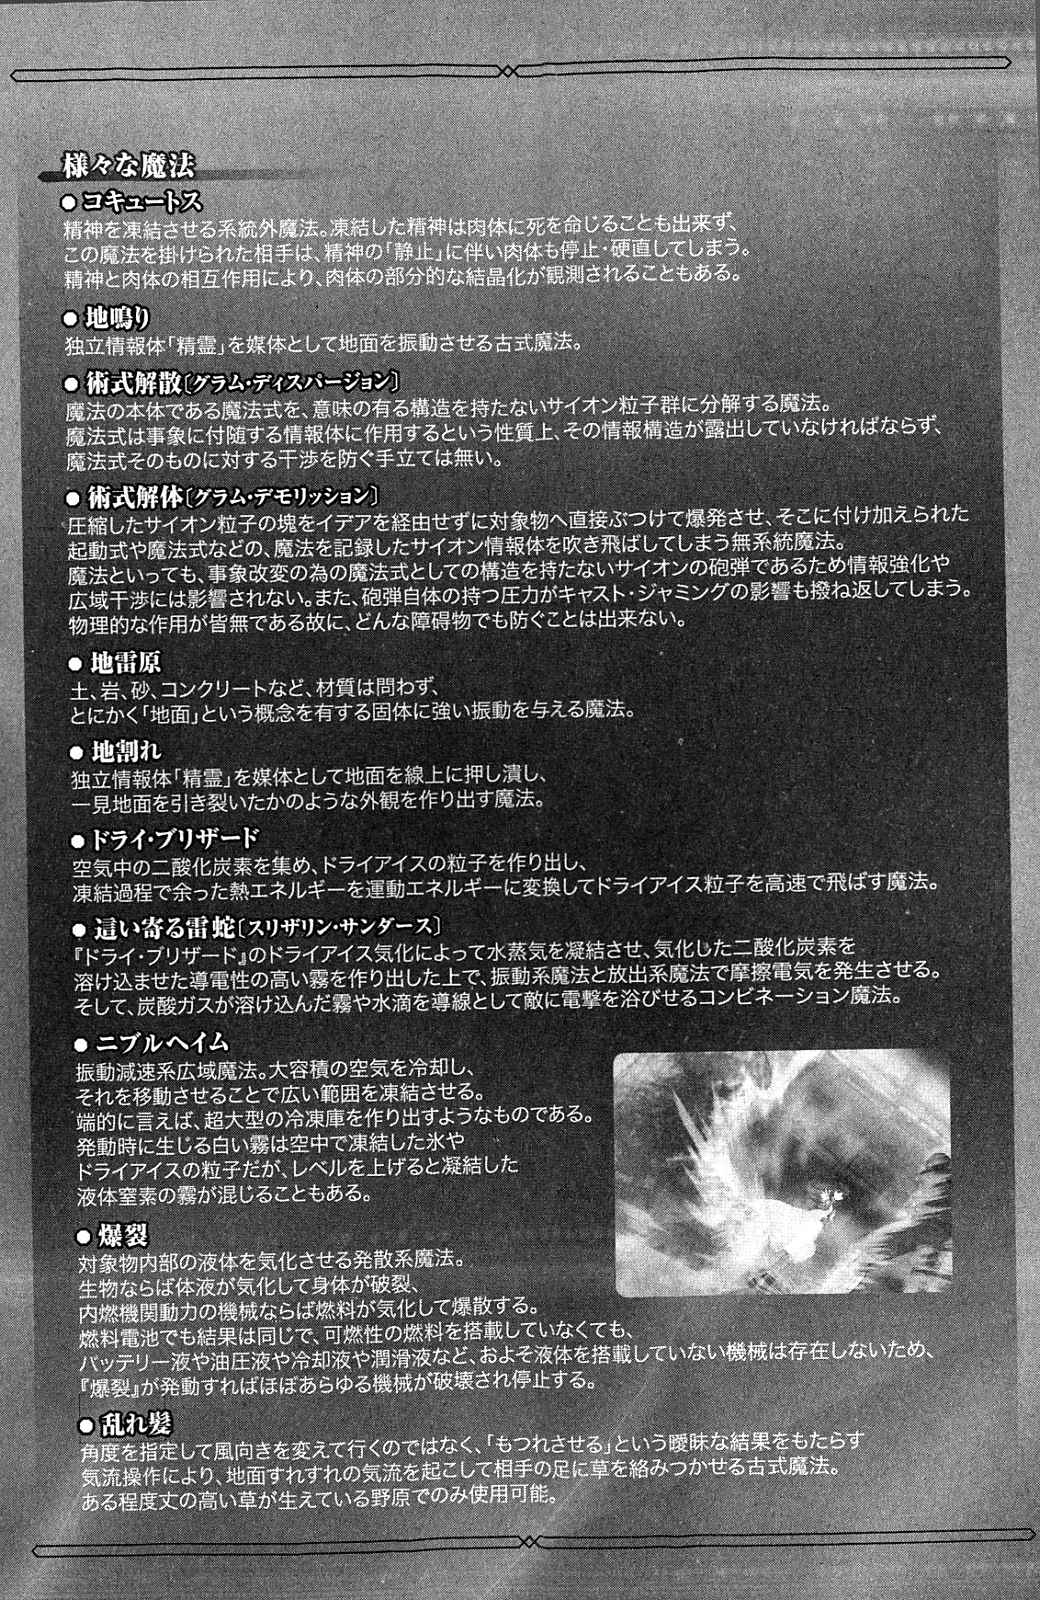 様々な魔法
●コキュートス
精神を凍結させる系統外魔法。凍結した精神は肉体に死を命じることも出来ず、
この魔法を掛けられた相手は、精神の「静止」に伴い肉体も停止・硬直してしまう。
精神と肉体の相互作用により、肉体の部分的な結晶化が観測されることもある。
●地鳴り
独立情報体「精霊」を媒体として地面を振動させる古式魔法。
●術式解散〔グラム・ディスパージョン〕
魔法の本体である魔法式を、意味の有る構造を持たないサイオン粒子群に分解する魔法。
魔法式は事象に付随する情報体に作用するという性質上、その情報構造が露出していなければならず、
魔法式そのものに対する干渉を防ぐ手立ては無い。
●術式解体〔グラム・デモリッション〕
圧縮したサイオン粒子の塊をイデアを経由せずに対象物へ直接ぶつけて爆発させ、そこに付け加えられた
起動式や魔法式などの、魔法を記録したサイオン情報体を吹き飛ばしてしまう無系統魔法。
魔法といっても、事象改変の為の魔法式としての構造を持たないサイオンの砲弾であるため情報強化や
広域干渉には影響されない。また、砲弾自体の持つ圧力がキャスト・ジャミングの影響も撥ね返してしまう。
物理的な作用が皆無である故に、どんな障碍物でも防ぐことは出来ない。
●地雷原
土、岩、砂、コンクリートなど、材質は問わず、
とにかく「地面」という概念を有する固体に強い振動を与える魔法。
●地割れ
独立情報体「精霊」を媒体として地面を線上に押し潰し、
一見地面を引き裂いたかのような外観を作り出す魔法。
●ドライ・ブリザード
空気中の二酸化炭素を集め、ドライアイスの粒子を作り出し、
凍結過程で余った熱エネルギーを運動エネルギーに変換してドライアイス粒子を高速で飛ばす魔法。
●這い寄る雷蛇〔スリザリン・サンダース〕
『ドライ・ブリザード』のドライアイス気化によって水蒸気を凝結させ、気化した二酸化炭素を
溶け込ませた導電性の高い霧を作り出した上で、振動系魔法と放出系魔法で摩擦電気を発生させる。
そして、炭酸ガスが溶け込んだ霧や水滴を導線として敵に電撃を浴びせるコンビネーション魔法。
●ニブルヘイム
振動減速系広域魔法。大容積の空気を冷却し、
それを移動させることで広い範囲を凍結させる。
端的に言えば、超大型の冷凍庫を作り出すようなものである。
発動時に生じる白い霧は空中で凍結した氷や
ドライアイスの粒子だが、レベルを上げると凝結した
液体窒素の霧が混じることもある。
●爆裂
対象物内部の液体を気化させる発散系魔法。
生物ならば体液が気化して身体が破裂、
内燃機関動力の機械ならば燃料が気化して爆散する。
燃料電池でも結果は同じで、可燃性の燃料を搭載していなくても、
バッテリー液や油圧液や冷却液や潤滑液など、およそ液体を搭載していない機械は存在しないため、
『爆裂』が発動すればほぼあらゆる機械が破壊され停止する。
●乱れ髪
角度を指定して風向きを変えて行くのではなく、「もつれさせる」という曖昧な結果をもたらす
気流操作により、地面すれすれの気流を起こして相手の足に草を絡みつかせる古式魔法。
ある程度丈の高い草が生えている野原でのみ使用可能。